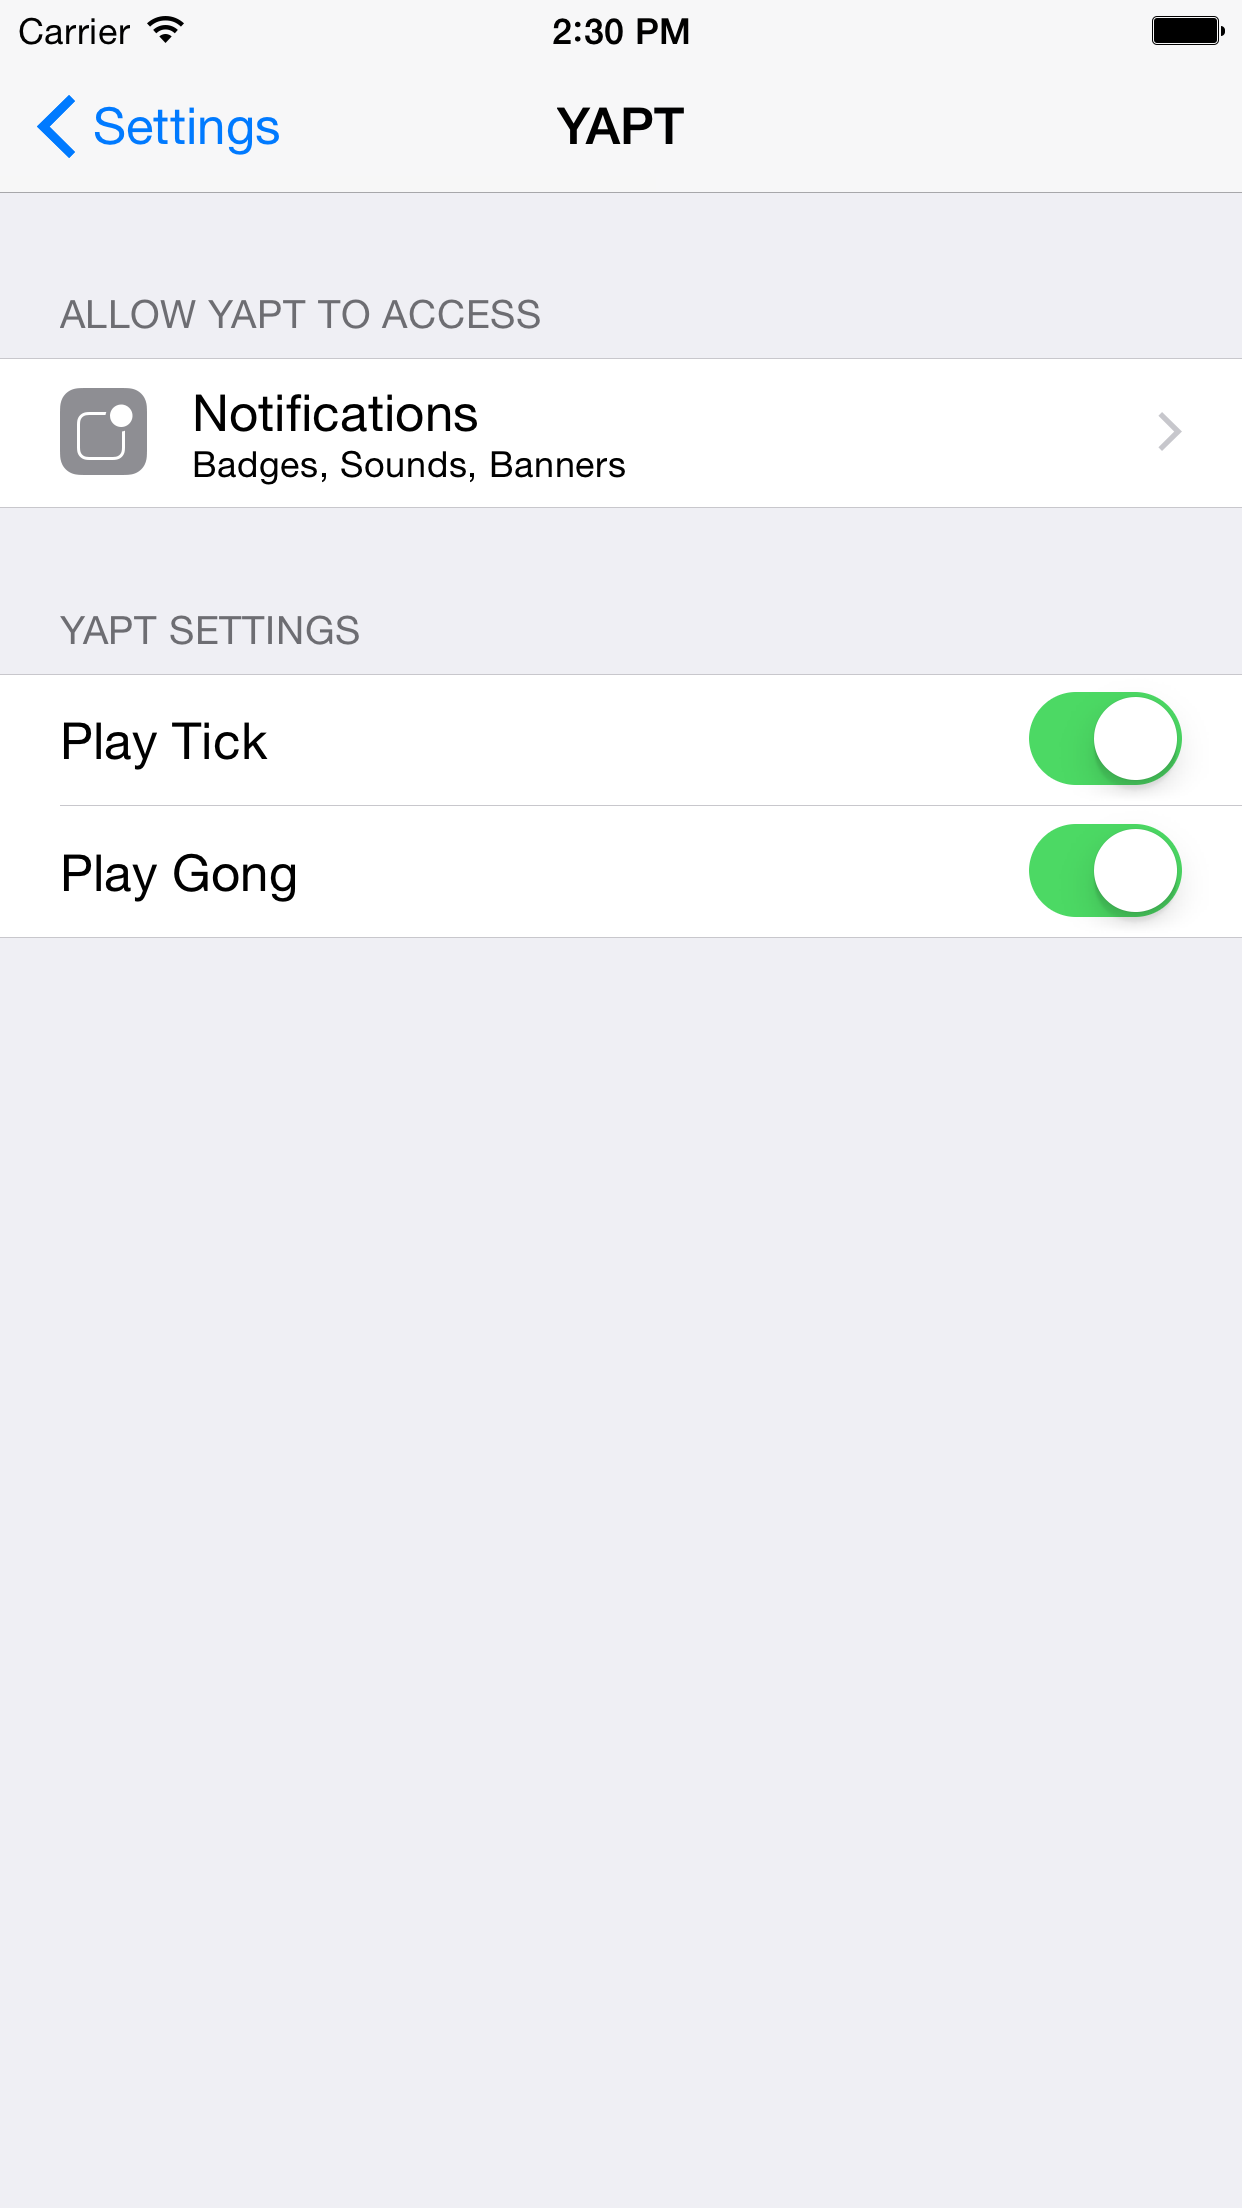 Carrier 2:30 PM
Settings YAPT
ALLOW YAPT TO ACCESS
Notifications
Badges, Sounds, Banners
YAPT SETTINGS
Play Tick
Play Gong